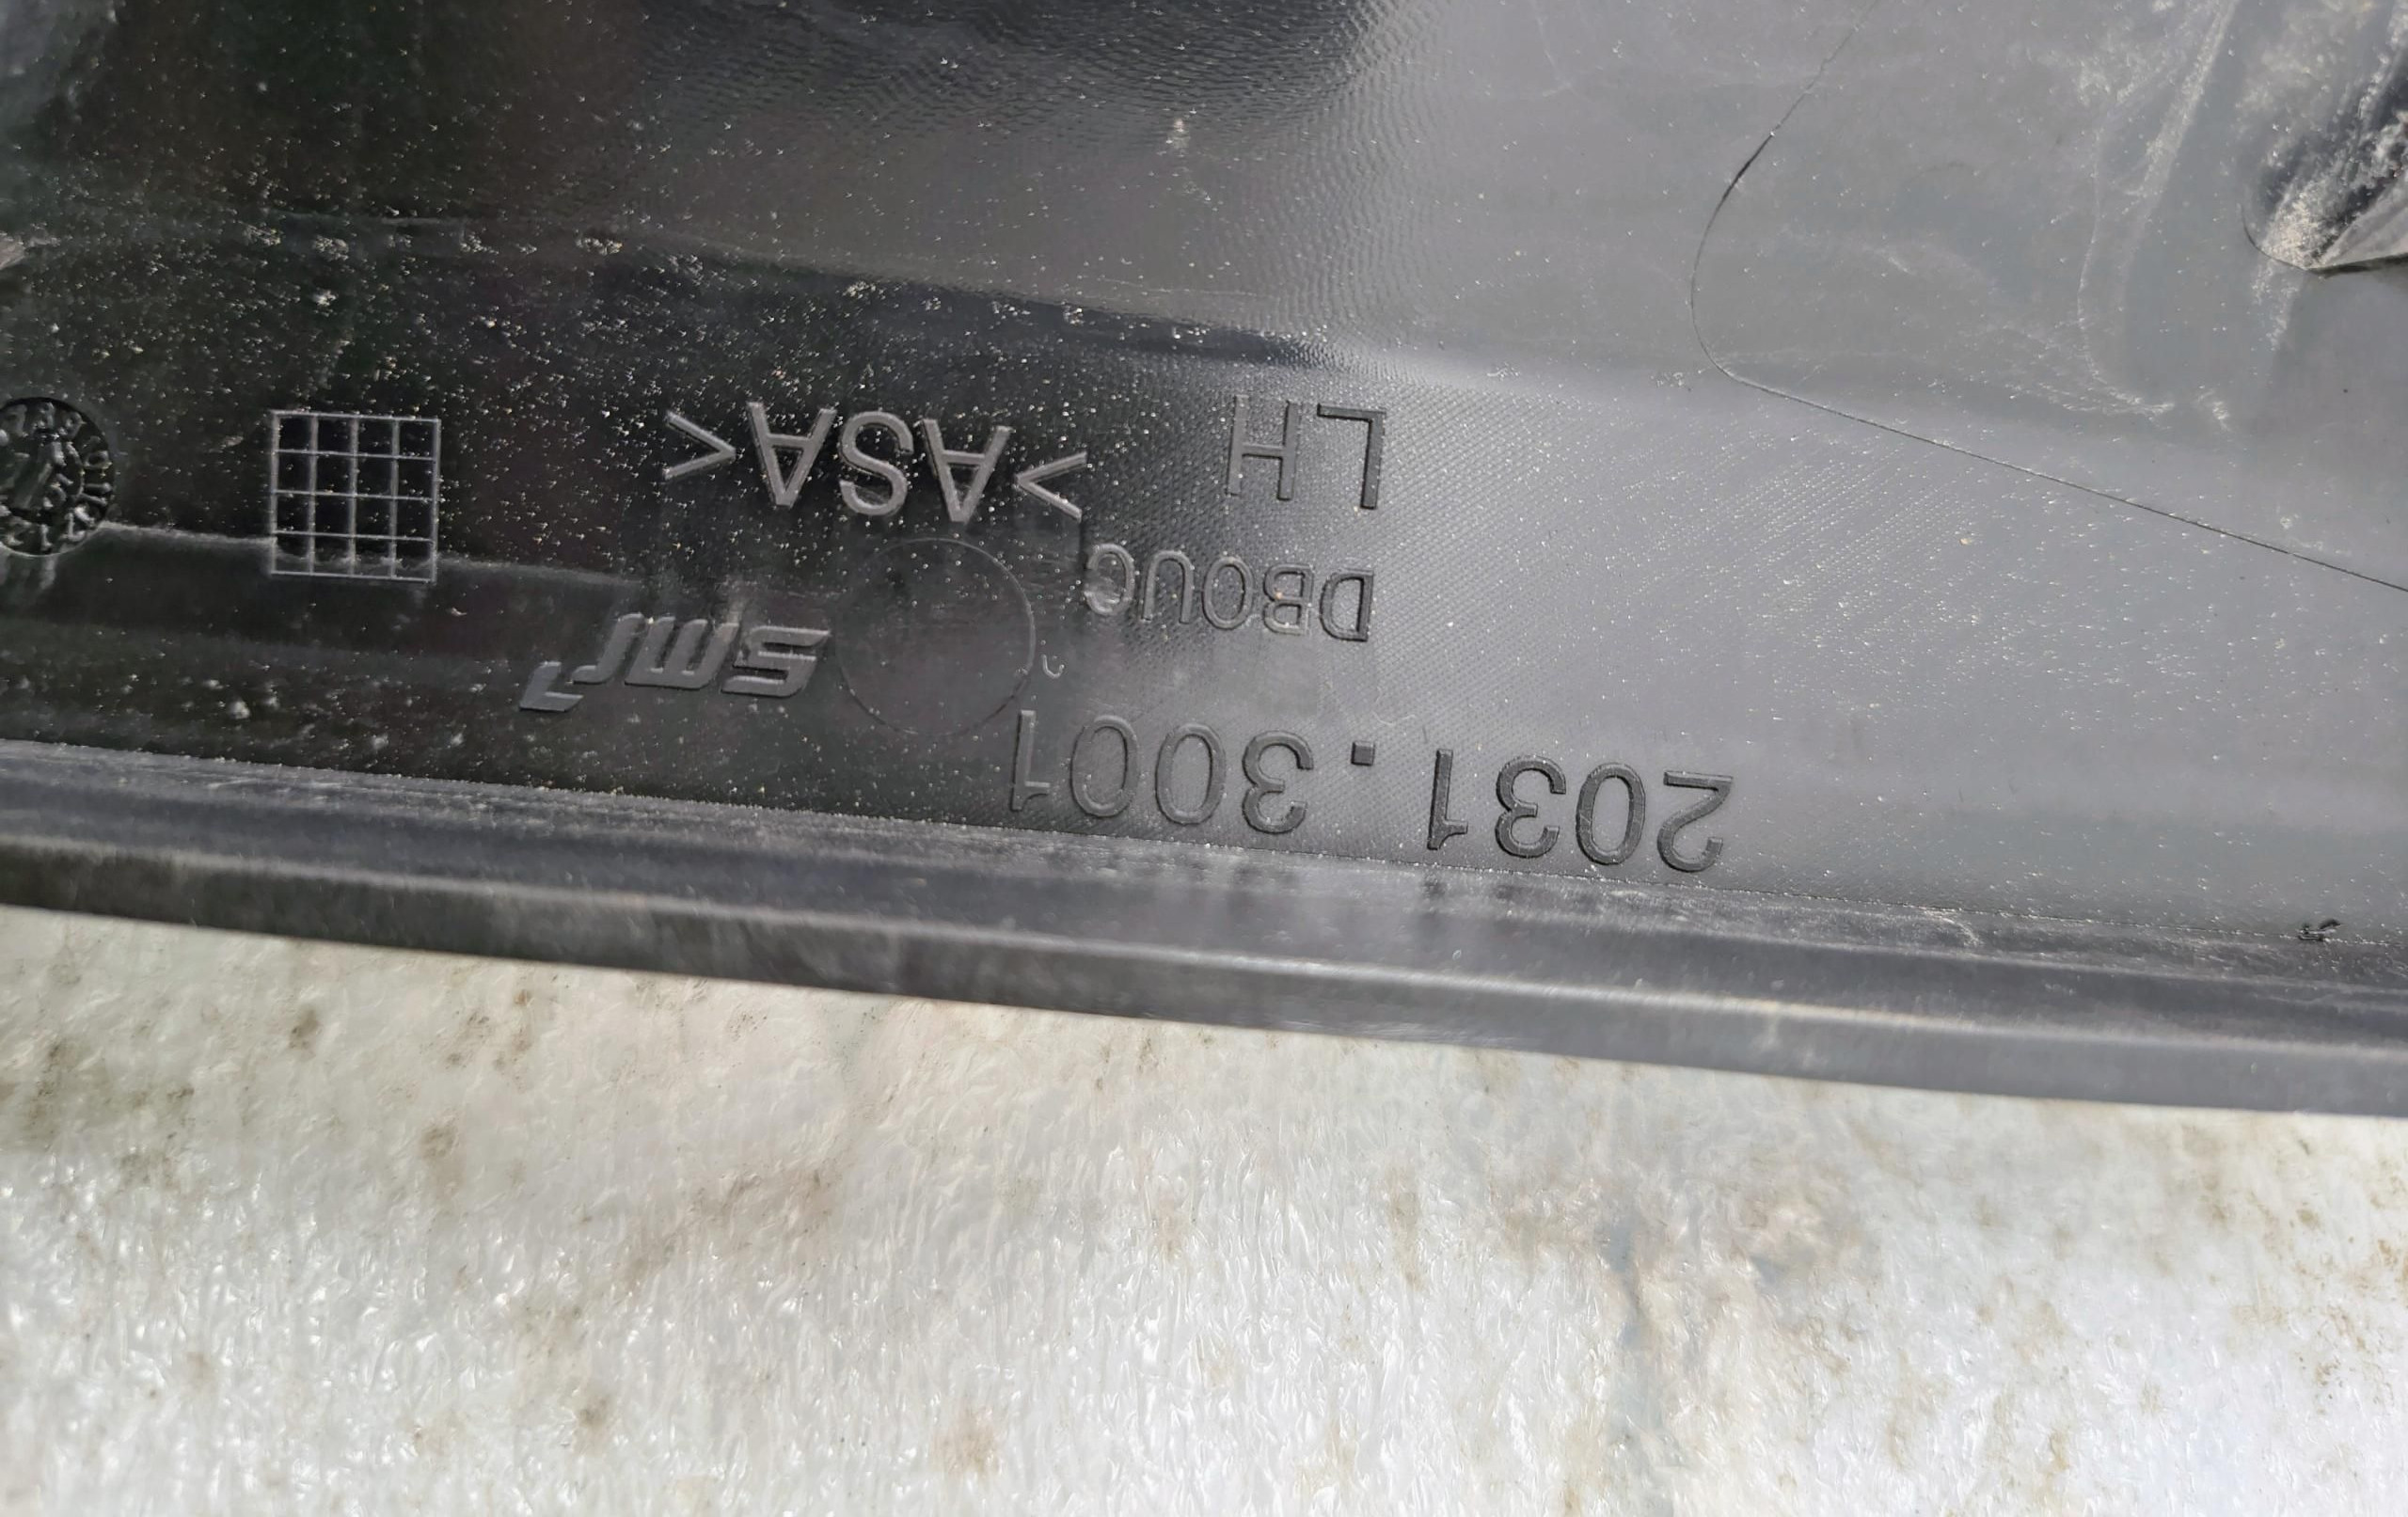 2031.3001
smr
DBOUC
LH
>ASA<